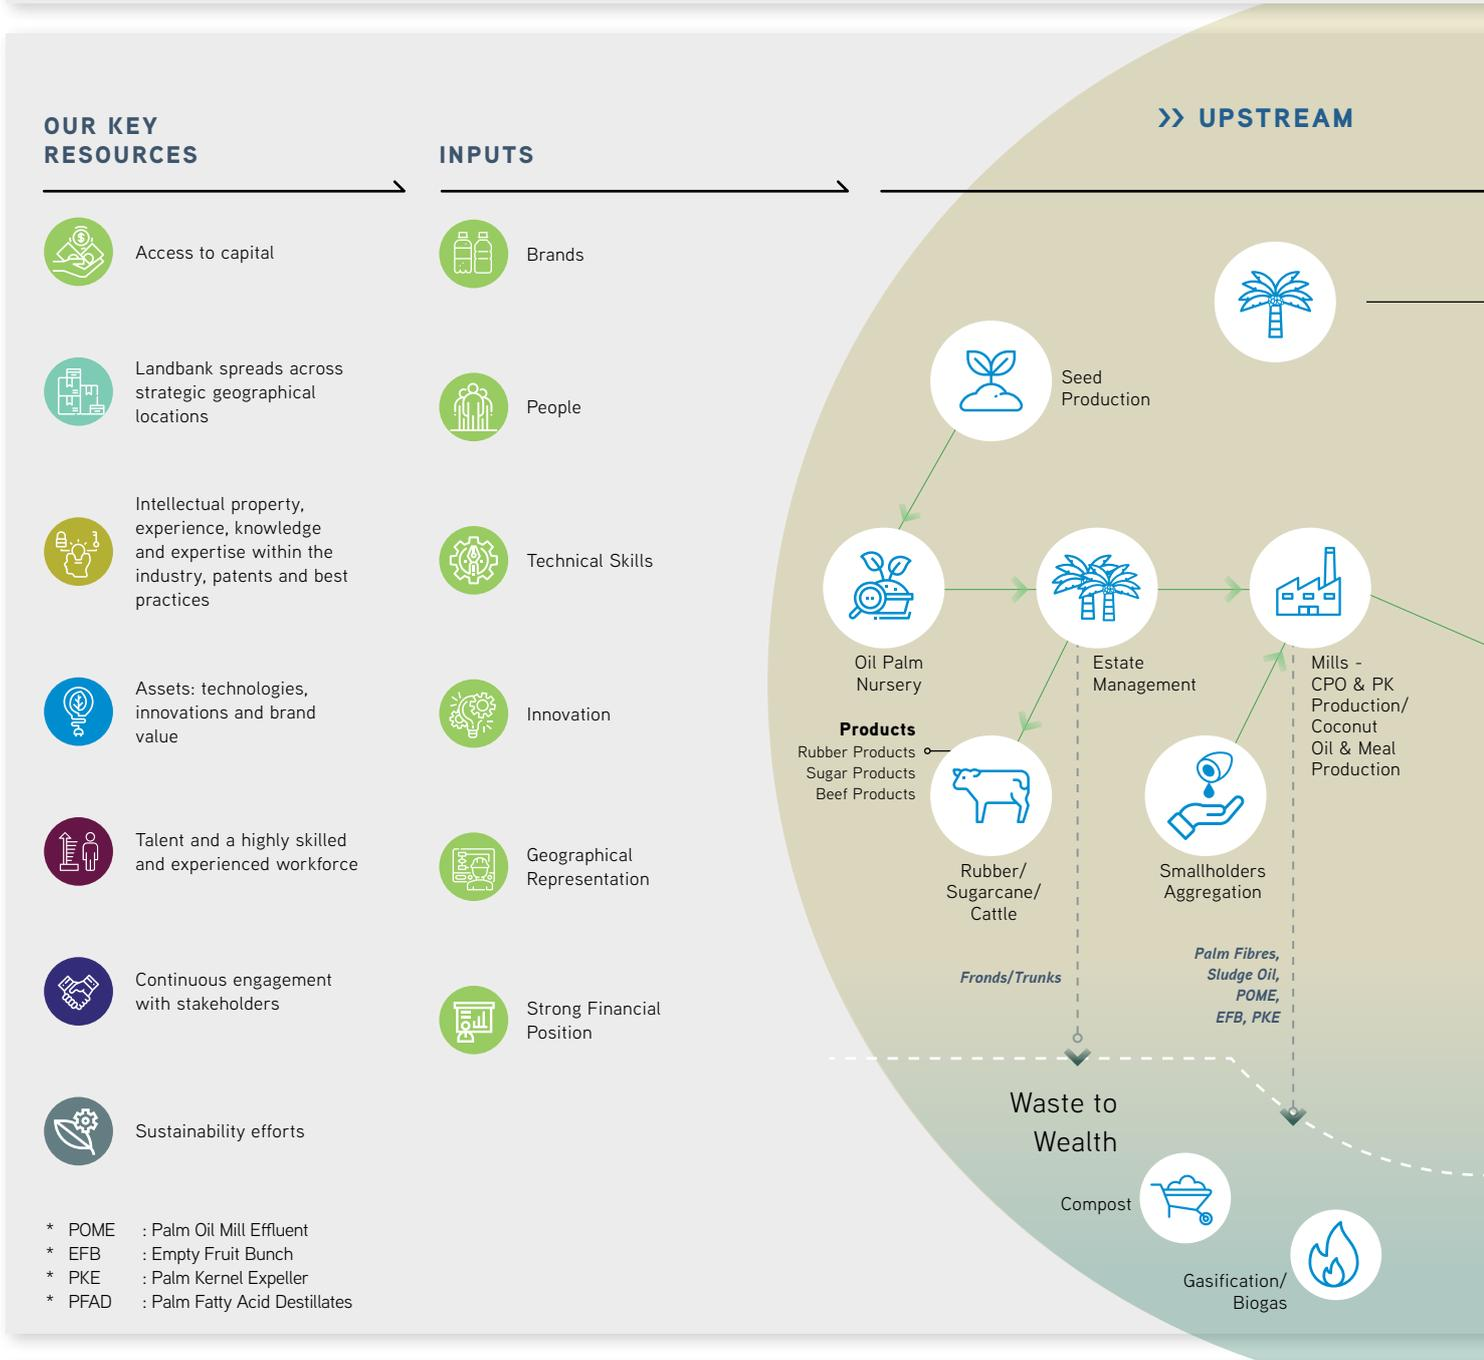 OUR KEY
RESOURCES
Access to capital
Landbank spreads across
strategic geographical
locations
Intellectual property,
experience, knowledge
and expertise within the
industry, patents and best
practices
Assets: technologies,
innovations and brand
value
Talent and a highly skilled
and experienced workforce
Continuous engagement
with stakeholders
Sustainability efforts
* POME : Palm Oil Mill Effluent
* EFB : Empty Fruit Bunch
* PKE : Palm Kernel Expeller
* PFAD : Palm Fatty Acid Destillates
INPUTS
Brands
People
Technical Skills
Innovation
Geographical
Representation
Strong Financial
Position
UPSTREAM
Seed
Production
Oil Palm
Nursery
Estate
Management
Mills -
CPO & PK
Production/
Coconut
Oil & Meal
Production
Products
Rubber Products
Sugar Products
Beef Products
Rubber/
Sugarcane/
Cattle
Smallholders
Aggregation
Fronds/Trunks
Palm Fibres,
Sludge Oil,
POME,
EFB, PKE
Waste to
Wealth
Compost
Gasification/
Biogas